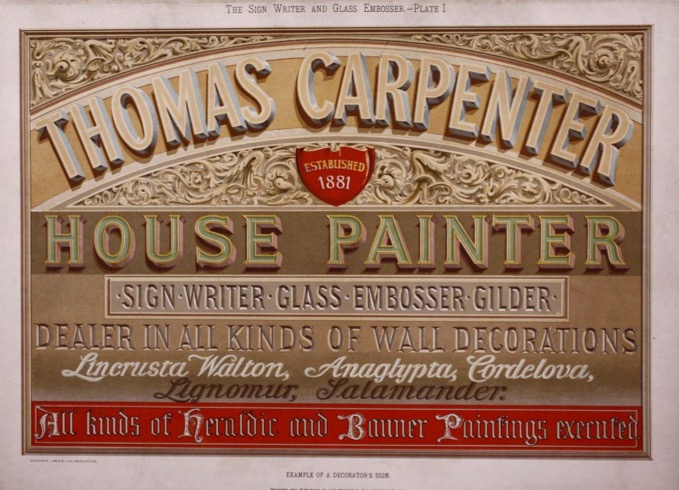 THE SIGN WRITER AND GLASS EMBOSSER.—PLATE I.
THOMAS CARPENTER
ESTABLISHED
1881
HOUSE PAINTER
·SIGN·WRITER·GLASS·EMBOSSER·GILDER·
DEALER IN ALL KINDS OF WALL DECORATIONS
Lincrusta Walton, Anaglypta, Cordelova,
Lignomur, Salamander.
All kinds of Heraldic and Banner Paintings executed
EXAMPLE OF A DECORATOR'S SIGN.